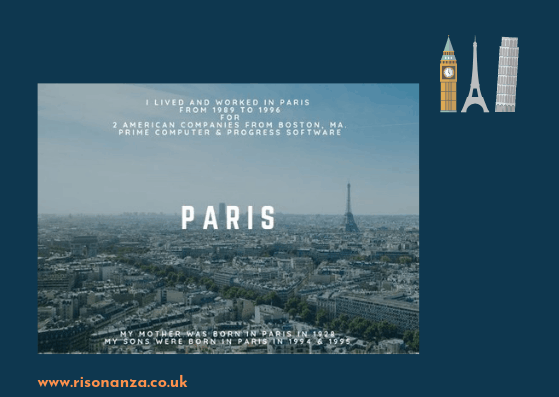 I LIVED AND WORKED IN PARIS
FROM 1989 TO 1996
FOR
2 AMERICAN COMPANIES FROM BOSTON, MA.
PRIME COMPUTER & PROGRESS SOFTWARE
PARIS
MY MOTHER WAS BORN IN PARIS IN 1928
MY SONS WERE BORN IN PARIS IN 1994 & 1995
www.risonanza.co.uk